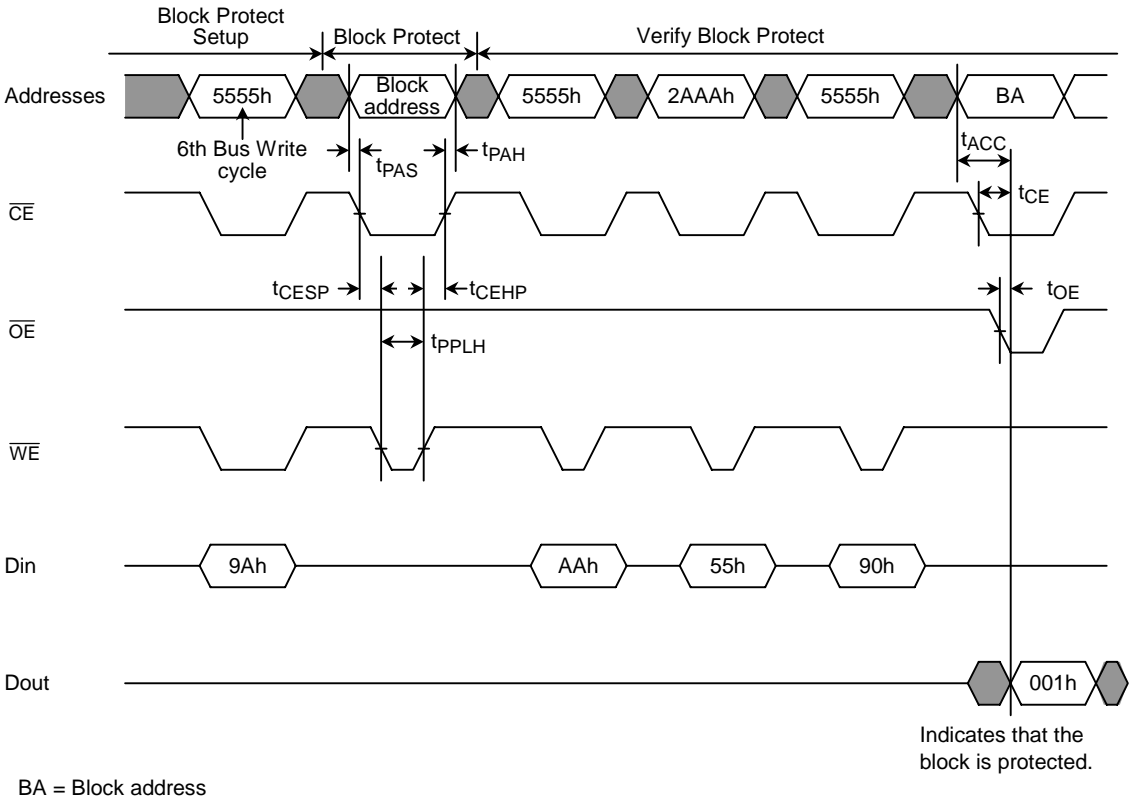 Block Protect
Setup
Block Protect
Verify Block Protect
Addresses
5555h
Block
address
5555h
2AAAh
5555h
BA
6th Bus Write
cycle
tPAS
tPAH
tACC
CE
tCE
tCESP
tCEHP
tOE
OE
tPPLH
WE
Din
9Ah
AAh
55h
90h
Dout
001h
Indicates that the
block is protected.
BA = Block address